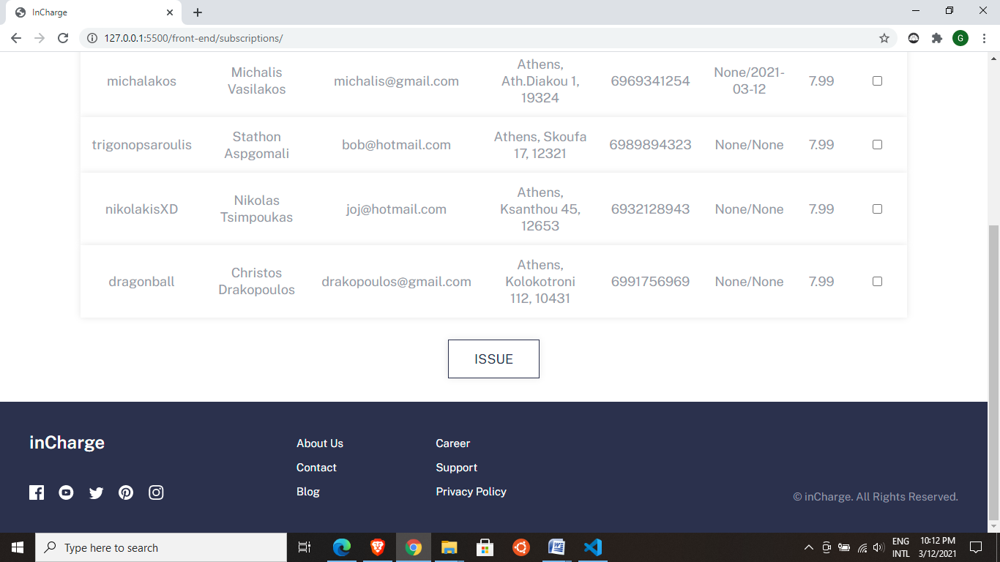 InCharge
127.0.0.1:5500/front-end/subscriptions/
G
michalakos
Michalis
Vasilakos
michalis@gmail.com
Athens,
Ath.Diakou 1,
19324
6969341254
None/2021-
03-12
7.99
trigonopsaroulis
Stathon
Aspgomali
bob@hotmail.com
Athens, Skoufa
17, 12321
6989894323
None/None
7.99
nikolakisXD
Nikolas
Tsimpoukas
joj@hotmail.com
Athens,
Ksanthou 45,
12653
6932128943
None/None
7.99
dragonball
Christos
Drakopoulos
drakopoulos@gmail.com
Athens,
Kolokotroni
112, 10431
6991756969
None/None
7.99
ISSUE
inCharge
About Us
Contact
Blog
Career
Support
Privacy Policy
© inCharge. All Rights Reserved.
Type here to search
ENG
INTL
10:12 PM
3/12/2021